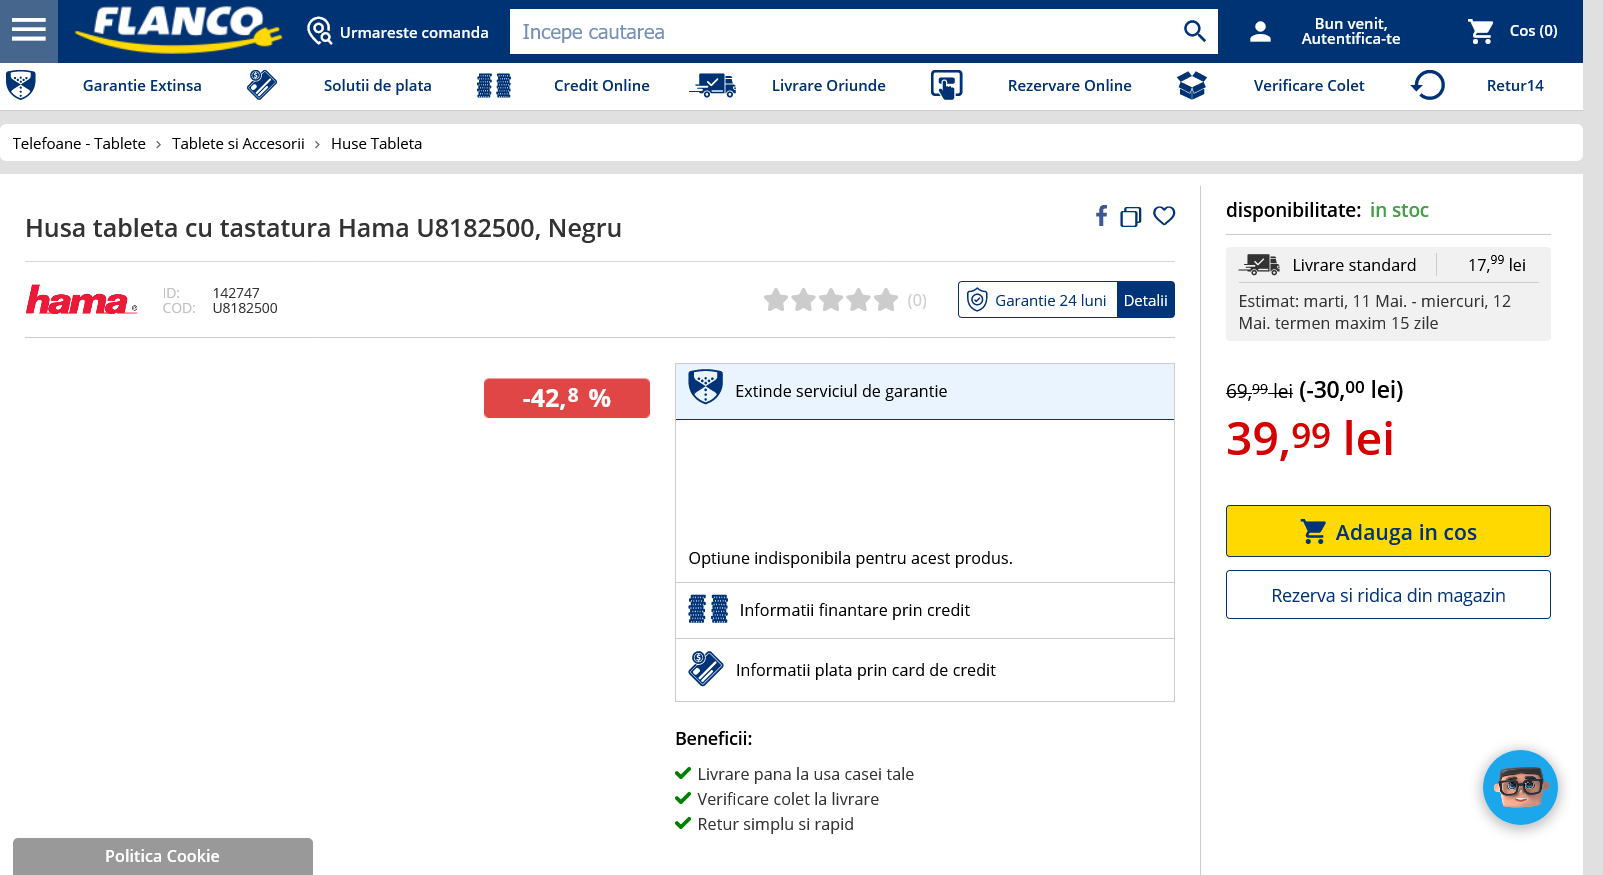 FLANCO
Urmareste comanda
Incepe cautarea
Bun venit,
Autentifica-te
Cos (0)
Garantie Extinsa
Solutii de plata
Credit Online
Livrare Oriunde
Rezervare Online
Verificare Colet
Retur14
Telefoane - Tablete › Tablete si Accesorii › Huse Tableta
Husa tableta cu tastatura Hama U8182500, Negru
hama
ID: 142747
COD: U8182500
(0)
Garantie 24 luni
Detalii
-42,8 %
Extinde serviciul de garantie
Optiune indisponibila pentru acest produs.
Informatii finantare prin credit
Informatii plata prin card de credit
Beneficii:
Livrare pana la usa casei tale
Verificare colet la livrare
Retur simplu si rapid
disponibilitate: in stoc
Livrare standard
17,99 lei
Estimat: marti, 11 Mai. - miercuri, 12
Mai. termen maxim 15 zile
69,99 lei (-30,00 lei)
39,99 lei
Adauga in cos
Rezerva si ridica din magazin
Politica Cookie